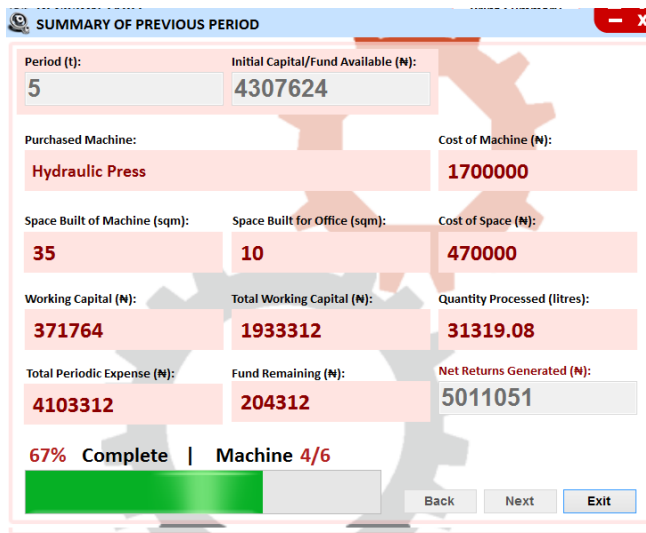 SUMMARY OF PREVIOUS PERIOD
Period (t): Initial Capital/Fund Available (₦):
5 4307624
Purchased Machine: Cost of Machine (₦):
Hydraulic Press 1700000
Space Built of Machine (sqm): Space Built for Office (sqm): Cost of Space (₦):
35 10 470000
Working Capital (₦): Total Working Capital (₦): Quantity Processed (litres):
371764 1933312 31319.08
Total Periodic Expense (₦): Fund Remaining (₦): Net Returns Generated (₦):
4103312 204312 5011051
67% Complete | Machine 4/6
Back Next Exit